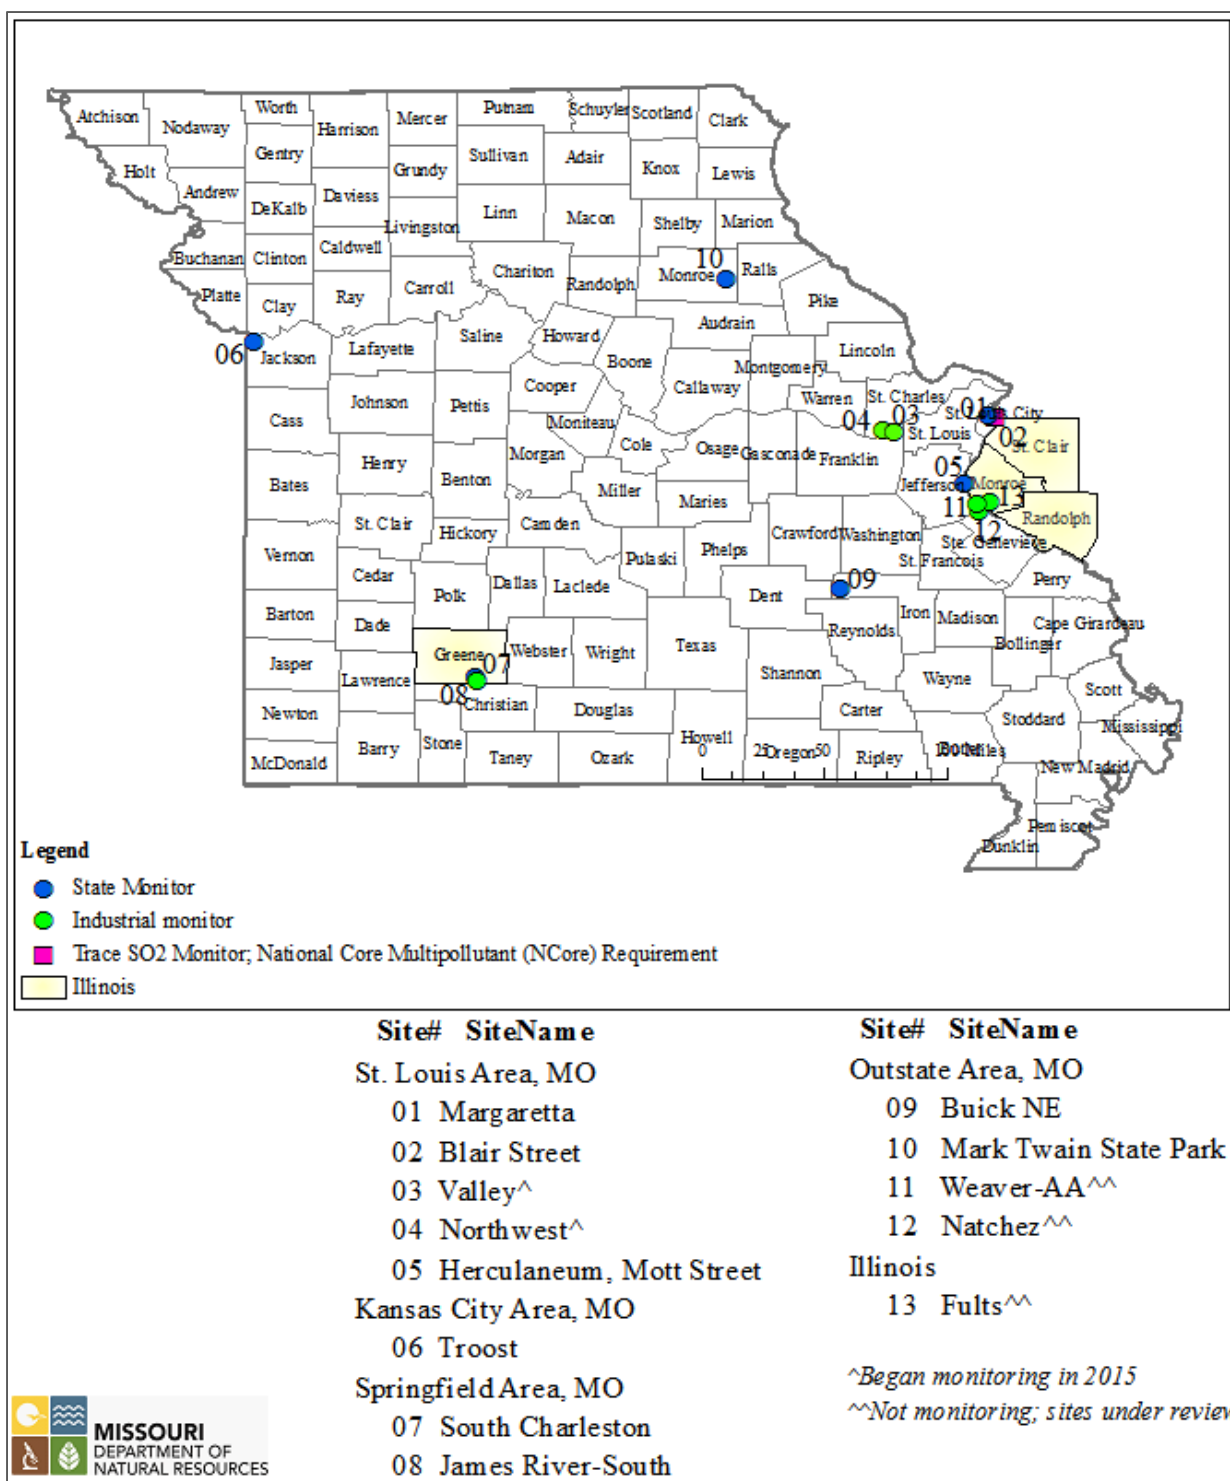 Atchison
Nodaway
Worth
Harrison
Mercer
Putnam
Schuyler
Scotland
Clark
Holt
Andrew
Gentry
DeKalb
Daviess
Grundy
Sullivan
Adair
Knox
Lewis
Livingston
Linn
Macon
Shelby
Marion
Buchanan
Clinton
Caldwell
Chariton
Randolph
10
Monroe
Ralls
Platte
Clay
Ray
Carroll
Pike
06
Jackson
Lafayette
Saline
Howard
Boone
Audrain
Callaway
Montgomery
Lincoln
Warren
St. Charles
Cass
Johnson
Pettis
Cooper
Moniteau
Cole
Osage
Gasconade
Franklin
04
03
St. Louis
01
St. Louis City
02
St. Clair
Bates
Henry
Benton
Morgan
Miller
Maries
05
Jefferson
Monroe
13
11
12
Randolph
Vernon
St. Clair
Hickory
Camden
Pulaski
Phelps
Crawford
Washington
St. Francois
Ste. Genevieve
Perry
Cedar
Polk
Dallas
Laclede
Dent
09
Barton
Dade
Greene
07
08
Webster
Wright
Texas
Reynolds
Iron
Madison
Bollinger
Cape Girardeau
Jasper
Lawrence
Christian
Douglas
Shannon
Wayne
Scott
Newton
Barry
Stone
Taney
Ozark
Howell
Carter
Stoddard
Mississippi
McDonald
Oregon
Ripley
Butler
New Madrid
Dunklin
Pemiscot
0 25 50 100 Miles
Legend
State Monitor
Industrial monitor
Trace SO2 Monitor; National Core Multipollutant (NCore) Requirement
Illinois
Site# SiteName
St. Louis Area, MO
01 Margaretta
02 Blair Street
03 Valley^
04 Northwest^
05 Herculaneum, Mott Street
Kansas City Area, MO
06 Troost
Springfield Area, MO
07 South Charleston
08 James River-South
Site# SiteName
Outstate Area, MO
09 Buick NE
10 Mark Twain State Park
11 Weaver-AA^^
12 Natchez^^
Illinois
13 Fults^^
^Began monitoring in 2015
^^Not monitoring; sites under review
MISSOURI
DEPARTMENT OF
NATURAL RESOURCES